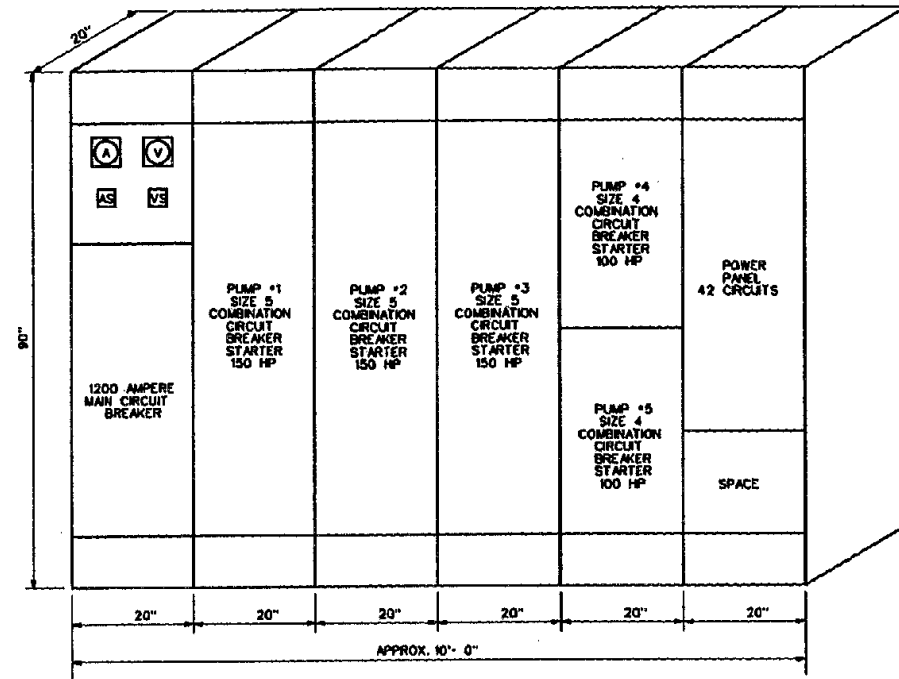 20"
A V
AS VS
90"
1200 AMPERE
MAIN CIRCUIT
BREAKER
PUMP #1
SIZE 5
COMBINATION
CIRCUIT
BREAKER
STARTER
150 HP
PUMP #2
SIZE 5
COMBINATION
CIRCUIT
BREAKER
STARTER
150 HP
PUMP #3
SIZE 5
COMBINATION
CIRCUIT
BREAKER
STARTER
150 HP
PUMP #4
SIZE 4
COMBINATION
CIRCUIT
BREAKER
STARTER
100 HP
PUMP #5
SIZE 4
COMBINATION
CIRCUIT
BREAKER
STARTER
100 HP
POWER
PANEL
42 CIRCUITS
SPACE
20" 20" 20" 20" 20" 20"
APPROX. 10'- 0"